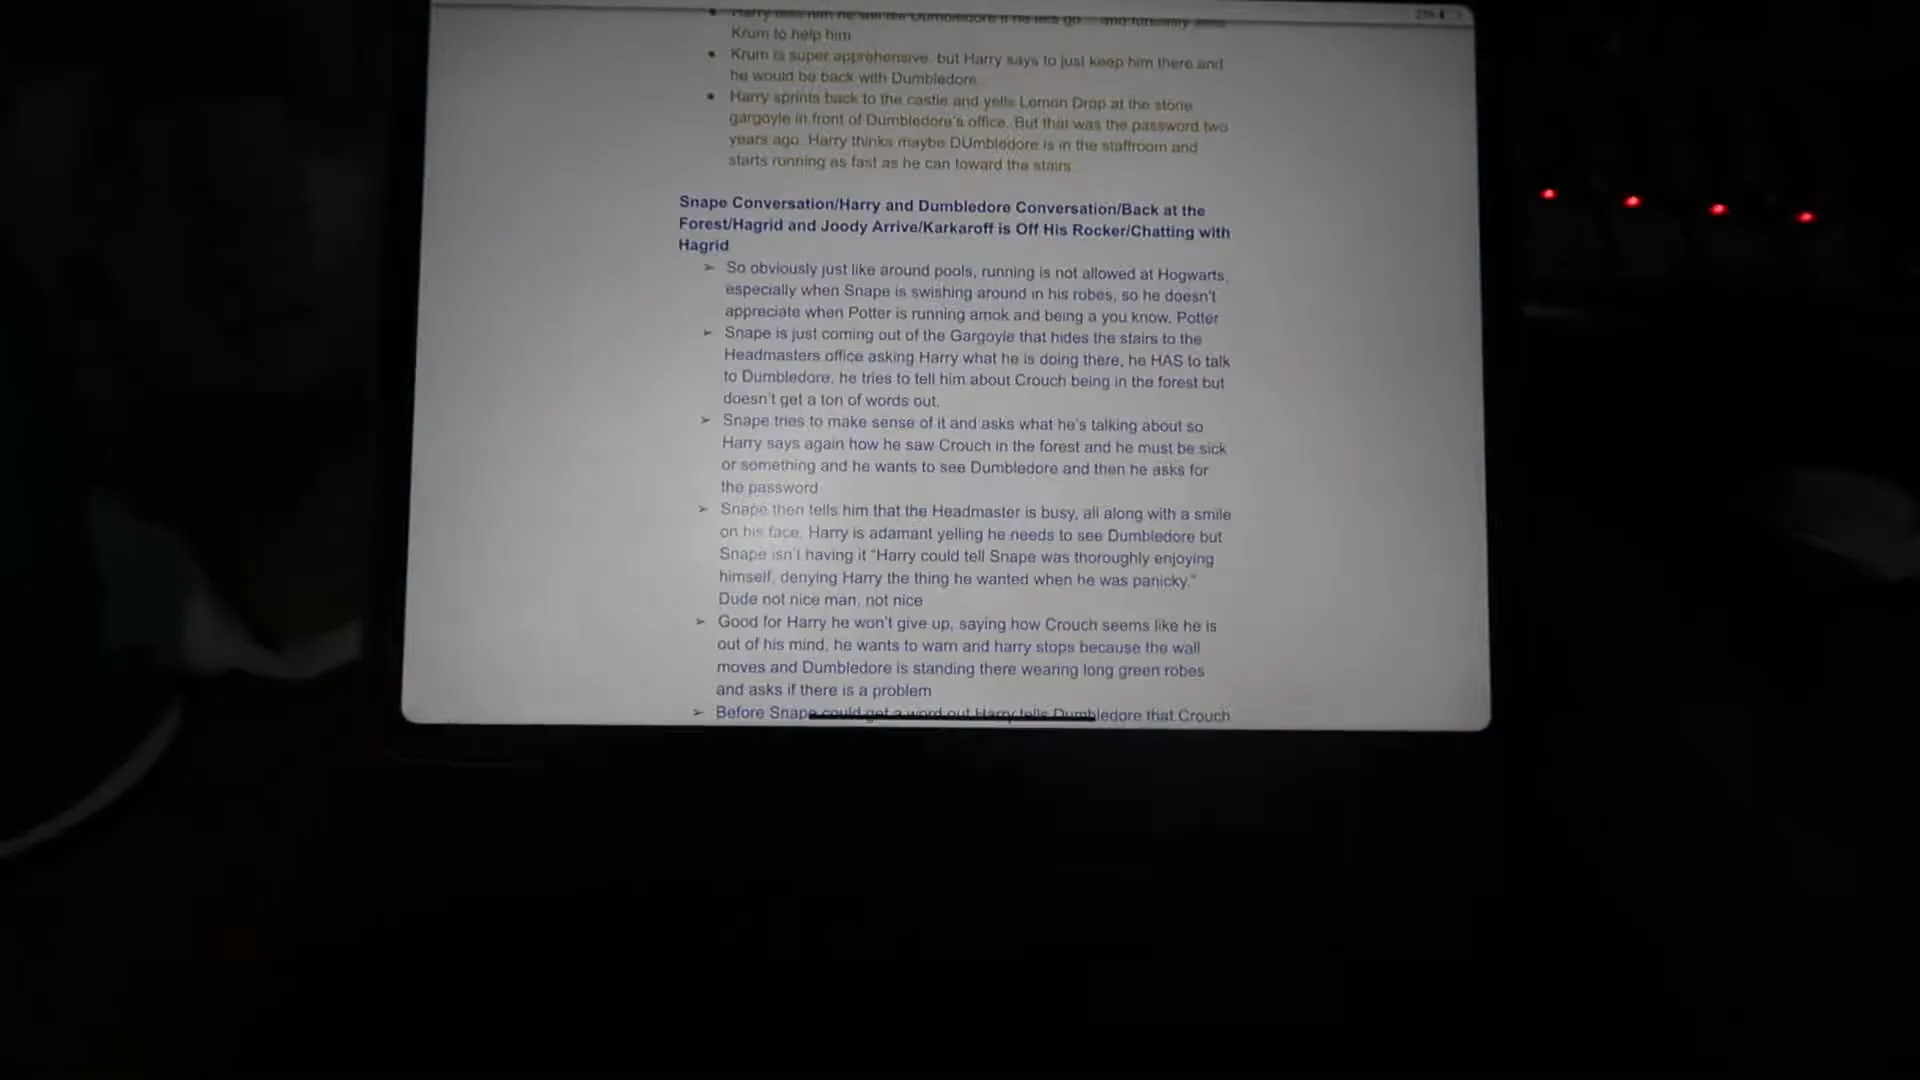 Harry tells him he will tell Dumbledore if he lets go and
Krum to help him
• Krum is super apprehensive, but Harry says to just keep him there and
he would be back with Dumbledore
• Harry sprints back to the castle and yells Lemon Drop at the stone
gargoyle in front of Dumbledore's office. But that was the password two
years ago. Harry thinks maybe DUmbledore is in the staffroom and
starts running as fast as he can toward the stairs.
Snape Conversation/Harry and Dumbledore Conversation/Back at the
Forest/Hagrid and Joody Arrive/Karkaroff is Off His Rocker/Chatting with
Hagrid
➢ So obviously just like around pools, running is not allowed at Hogwarts,
especially when Snape is swishing around in his robes, so he doesn't
appreciate when Potter is running amok and being a you know, Potter
➢ Snape is just coming out of the Gargoyle that hides the stairs to the
Headmasters office asking Harry what he is doing there, he HAS to talk
to Dumbledore, he tries to tell him about Crouch being in the forest but
doesn't get a ton of words out.
➢ Snape tries to make sense of it and asks what he's talking about so
Harry says again how he saw Crouch in the forest and he must be sick
or something and he wants to see Dumbledore and then he asks for
the password
➢ Snape then tells him that the Headmaster is busy, all along with a smile
on his face, Harry is adamant yelling he needs to see Dumbledore but
Snape isn't having it "Harry could tell Snape was thoroughly enjoying
himself, denying Harry the thing he wanted when he was panicky."
Dude not nice man, not nice
➢ Good for Harry he won't give up, saying how Crouch seems like he is
out of his mind, he wants to warn and harry stops because the wall
moves and Dumbledore is standing there wearing long green robes
and asks if there is a problem
➢ Before Snape could get a word out Harry tells Dumbledore that Crouch